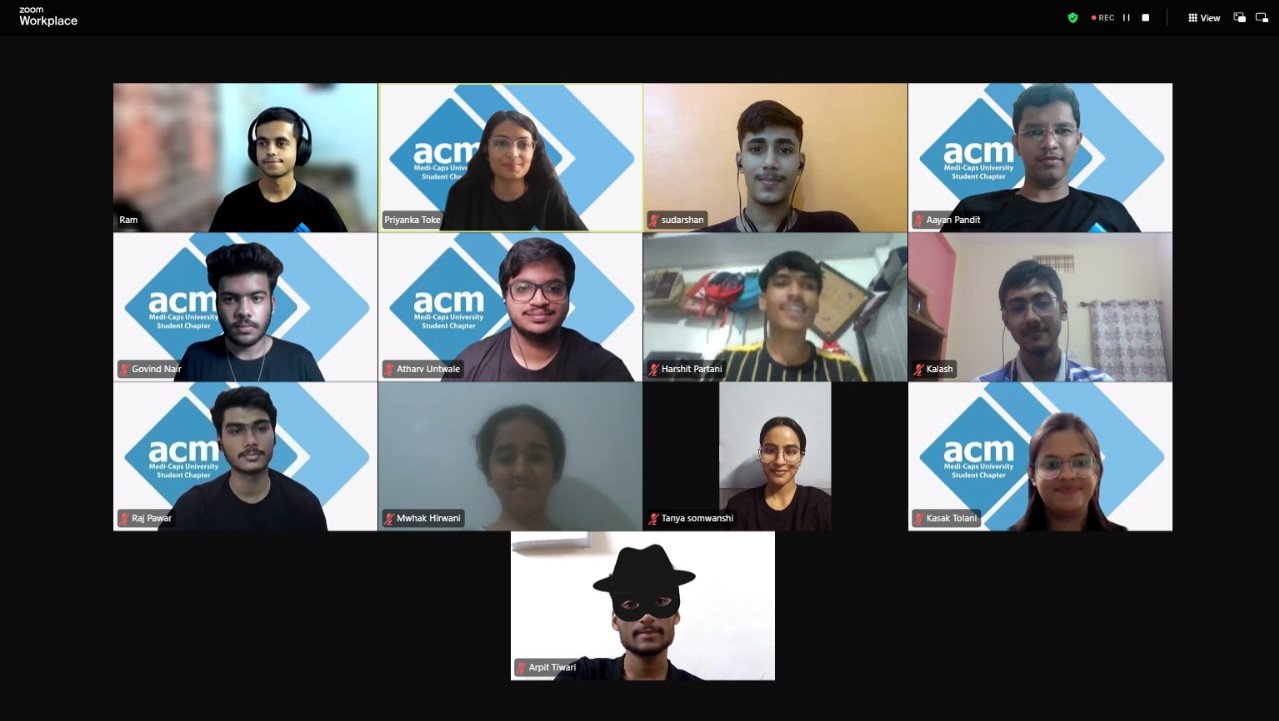 zoom
Workplace
REC
View
acm
Medi-Caps Univer
Student Ch
acm
Medi-Caps University
Student Chapter
Ram
Priyanka Toke
sudarshan
Aayan Pandit
acm
Medi-Caps University
Student Chapter
acm
Medi-Caps University
Student Chapter
Govind Nair
Atharv Untwale
Harshit Partani
Kalash
acm
Medi-Caps University
Student Chapter
acm
Medi-Caps University
Student Chapter
Raj Pawar
Mwhak Hirwani
Tanya somwanshi
Kasak Tolani
Arpit Tiwari